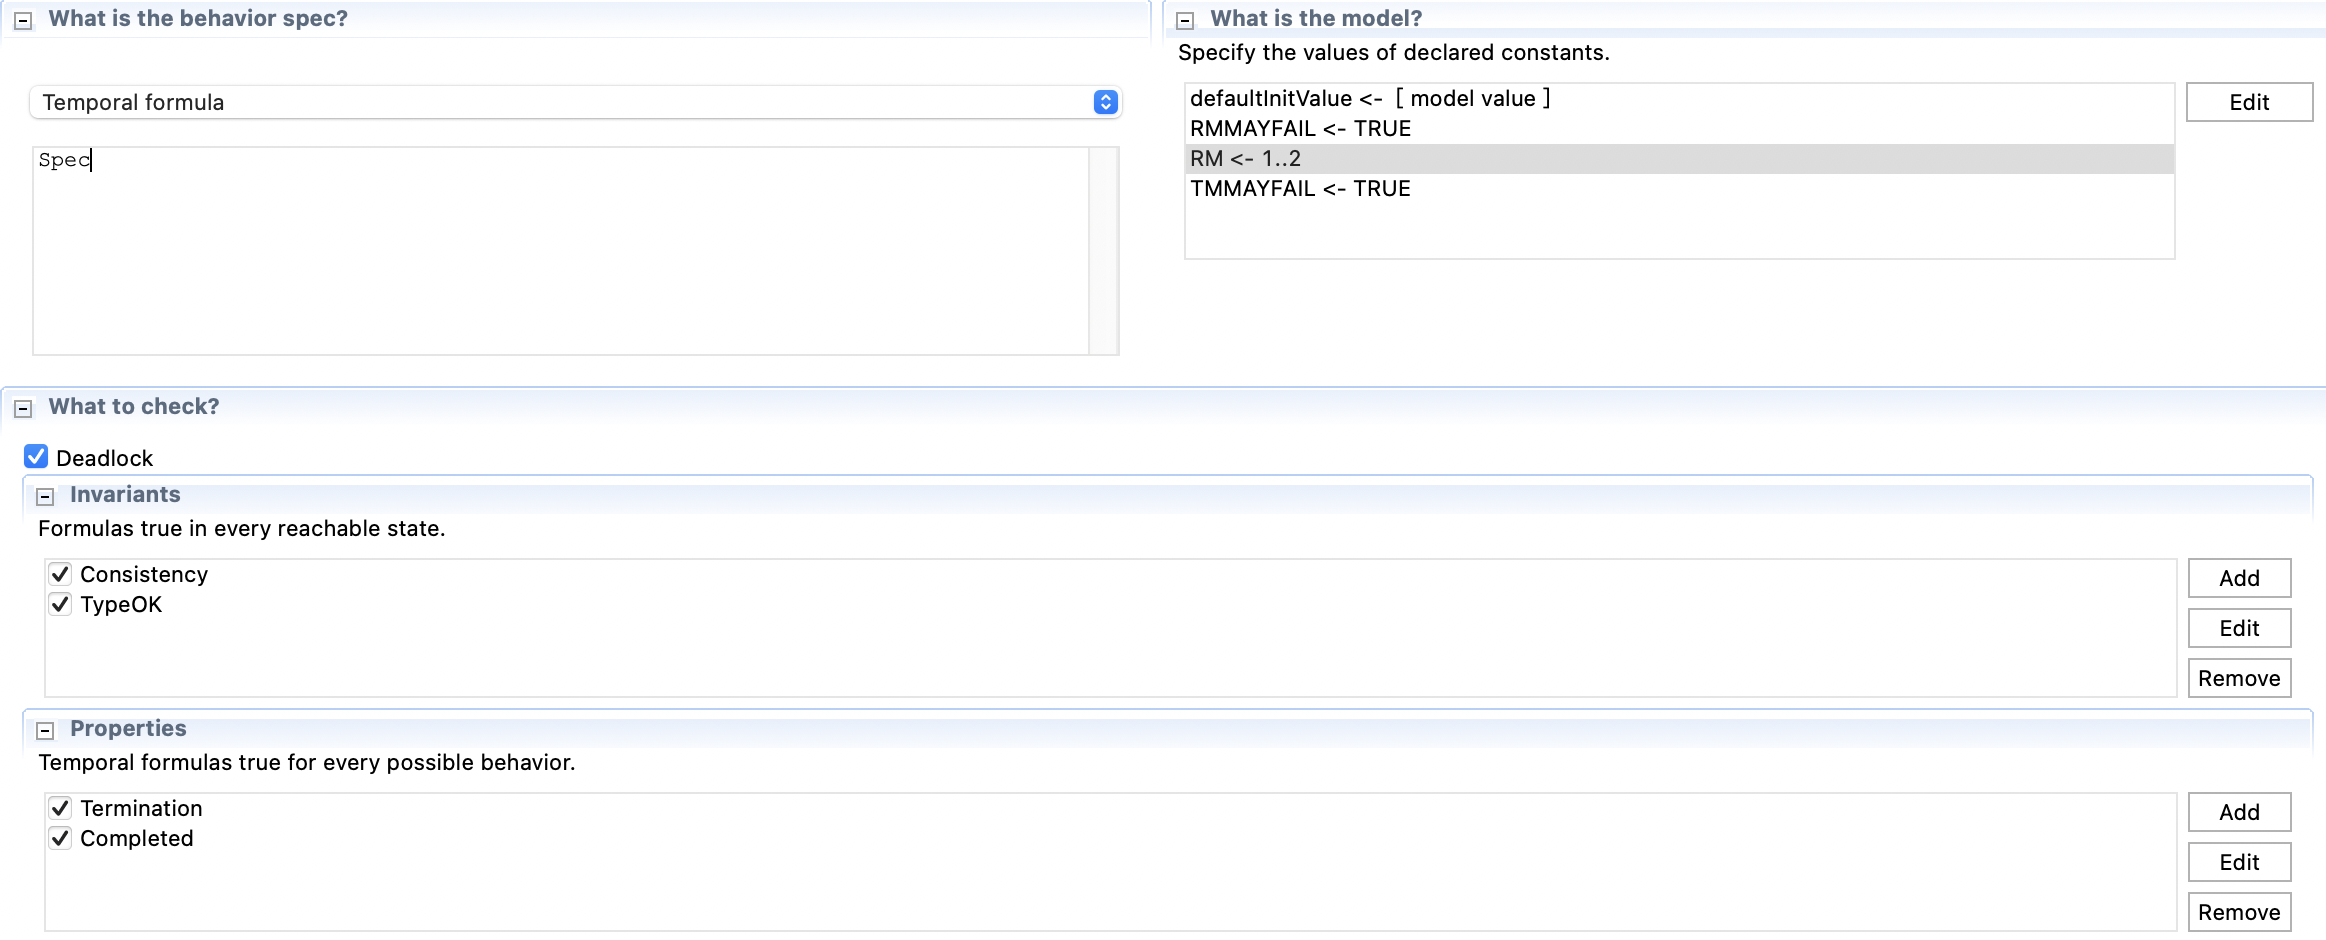 What is the behavior spec?
Temporal formula
Spec
What is the model?
Specify the values of declared constants.
defaultInitValue <- [ model value ]
RMMAYFAIL <- TRUE
RM <- 1..2
TMMAYFAIL <- TRUE
Edit
What to check?
Deadlock
Invariants
Formulas true in every reachable state.
Consistency
TypeOK
Add
Edit
Remove
Properties
Temporal formulas true for every possible behavior.
Termination
Completed
Add
Edit
Remove